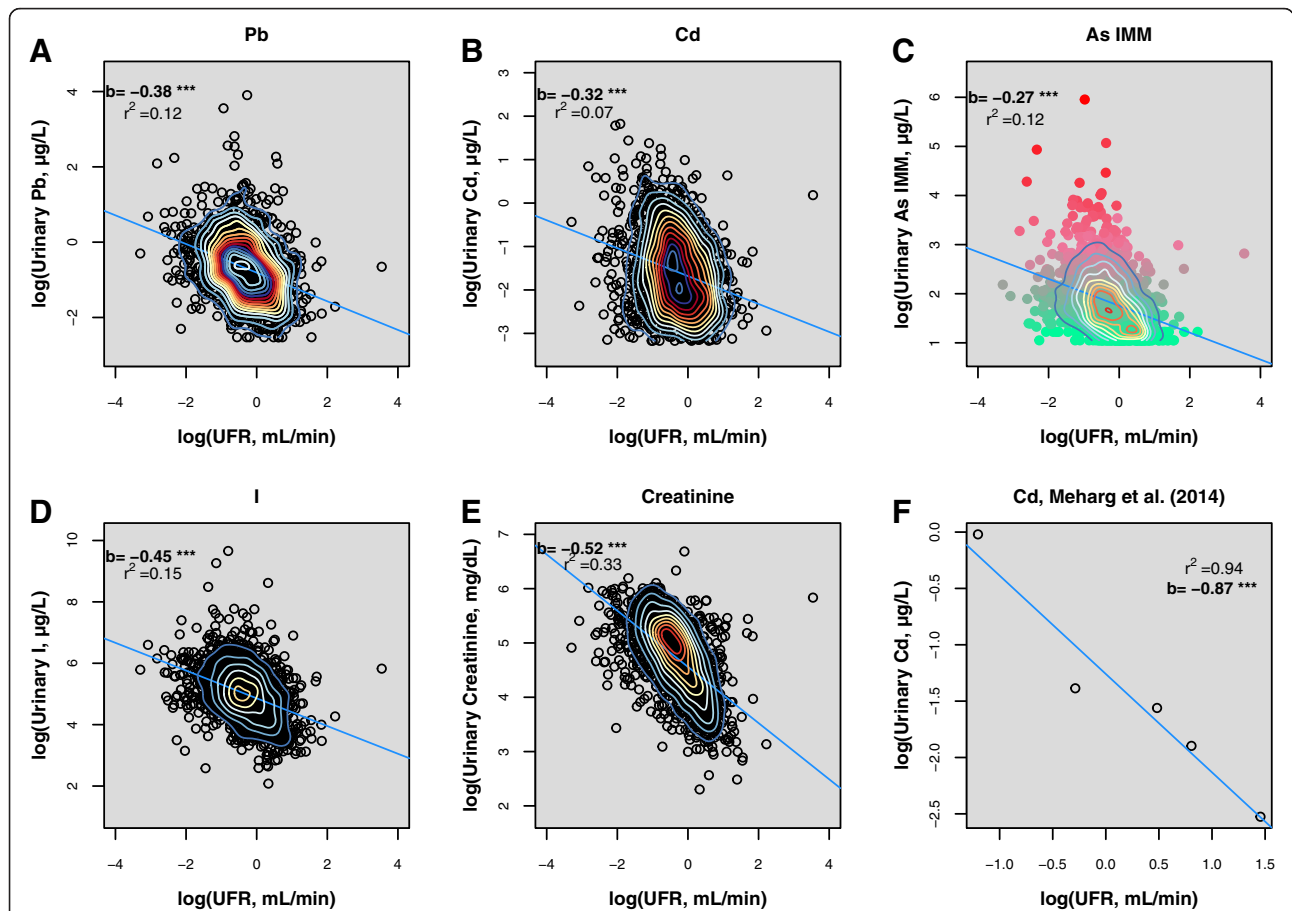 A
Pb
b= −0.38 ***
r² =0.12
4
2
0
−2
log(Urinary Pb, µg/L)
−4 −2 0 2 4
log(UFR, mL/min)
B
Cd
b= −0.32 ***
r² =0.07
3
2
1
0
−1
−2
−3
log(Urinary Cd, µg/L)
−4 −2 0 2 4
log(UFR, mL/min)
C
As IMM
b= −0.27 ***
r² =0.12
6
5
4
3
2
1
log(Urinary As IMM, µg/L)
−4 −2 0 2 4
log(UFR, mL/min)
D
I
b= −0.45 ***
r² =0.15
10
8
6
4
2
log(Urinary I, µg/L)
−4 −2 0 2 4
log(UFR, mL/min)
E
Creatinine
b= −0.52 ***
r² =0.33
7
6
5
4
3
2
log(Urinary Creatinine, mg/dL)
−4 −2 0 2 4
log(UFR, mL/min)
F
Cd, Meharg et al. (2014)
r² =0.94
b= −0.87 ***
0.0
−0.5
−1.0
−1.5
−2.0
−2.5
log(Urinary Cd, µg/L)
−1.0 −0.5 0.0 0.5 1.0 1.5
log(UFR, mL/min)